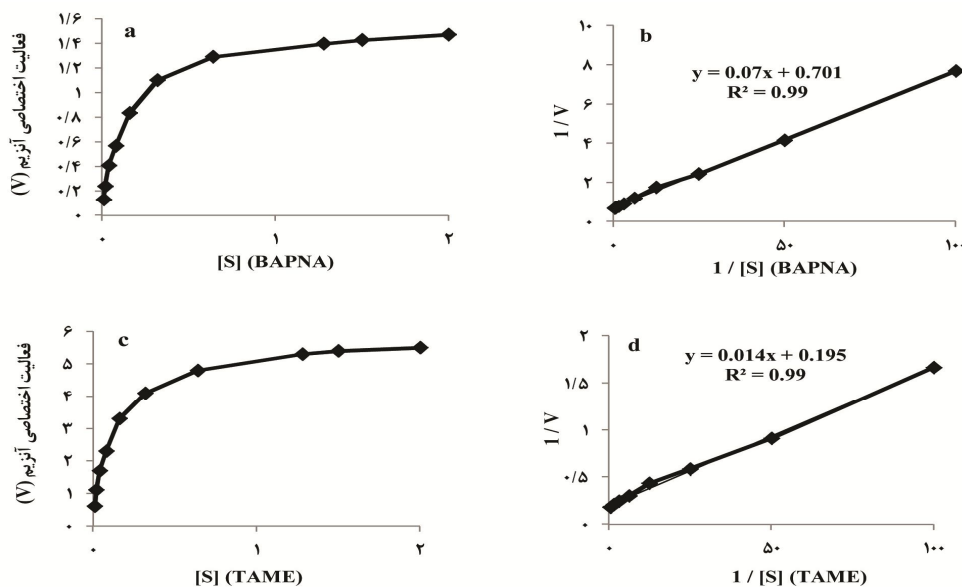 a
فعالیت اختصاصی آنزیم (V)
۱/۶
۱/۴
۱/۲
۱
۰/۸
۰/۶
۰/۴
۰/۲
۰
۰ ۱ ۲
[S] (BAPNA)
b
y = 0.07x + 0.701
R² = 0.99
1 / V
۱۰
۸
۶
۴
۲
۰
۰ ۵۰ ۱۰۰
1 / [S] (BAPNA)
c
فعالیت اختصاصی آنزیم (V)
۶
۵
۴
۳
۲
۱
۰
۰ ۱ ۲
[S] (TAME)
d
y = 0.014x + 0.195
R² = 0.99
1/V
۲
۱/۵
۱
۰/۵
۰
۰ ۵۰ ۱۰۰
1 / [S] (TAME)